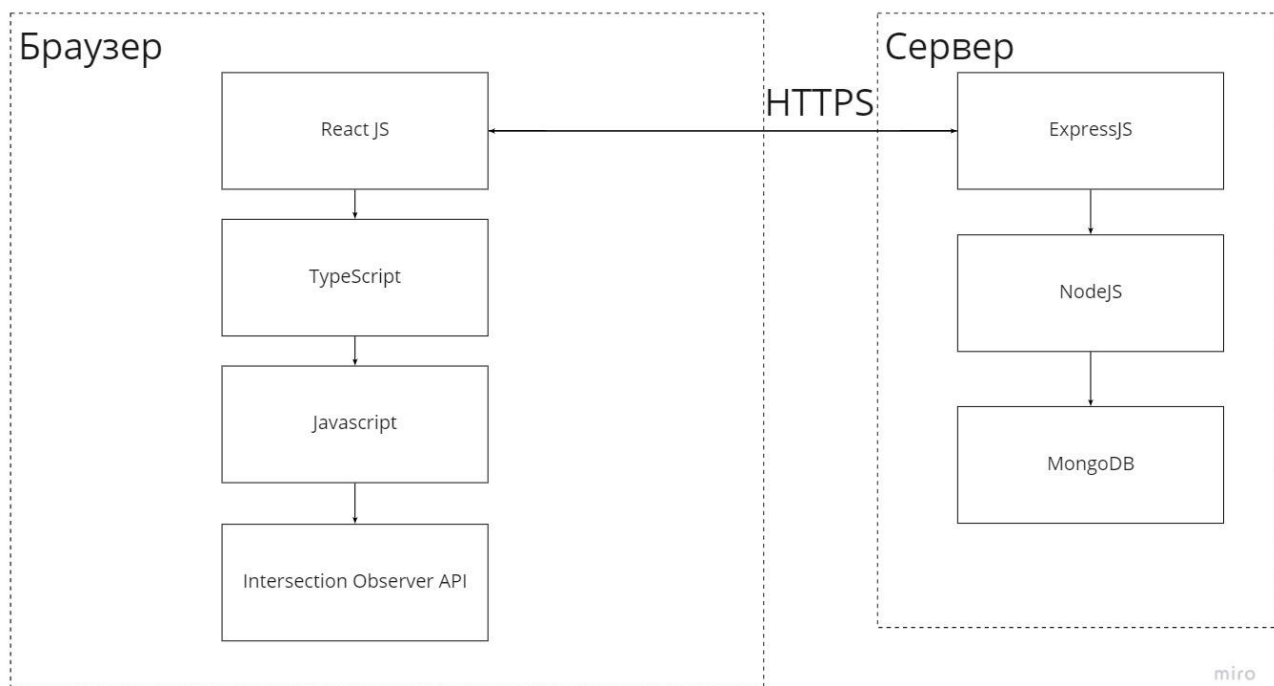 Браузер
Сервер
HTTPS
React JS
ExpressJS
TypeScript
NodeJS
Javascript
MongoDB
Intersection Observer API
miro